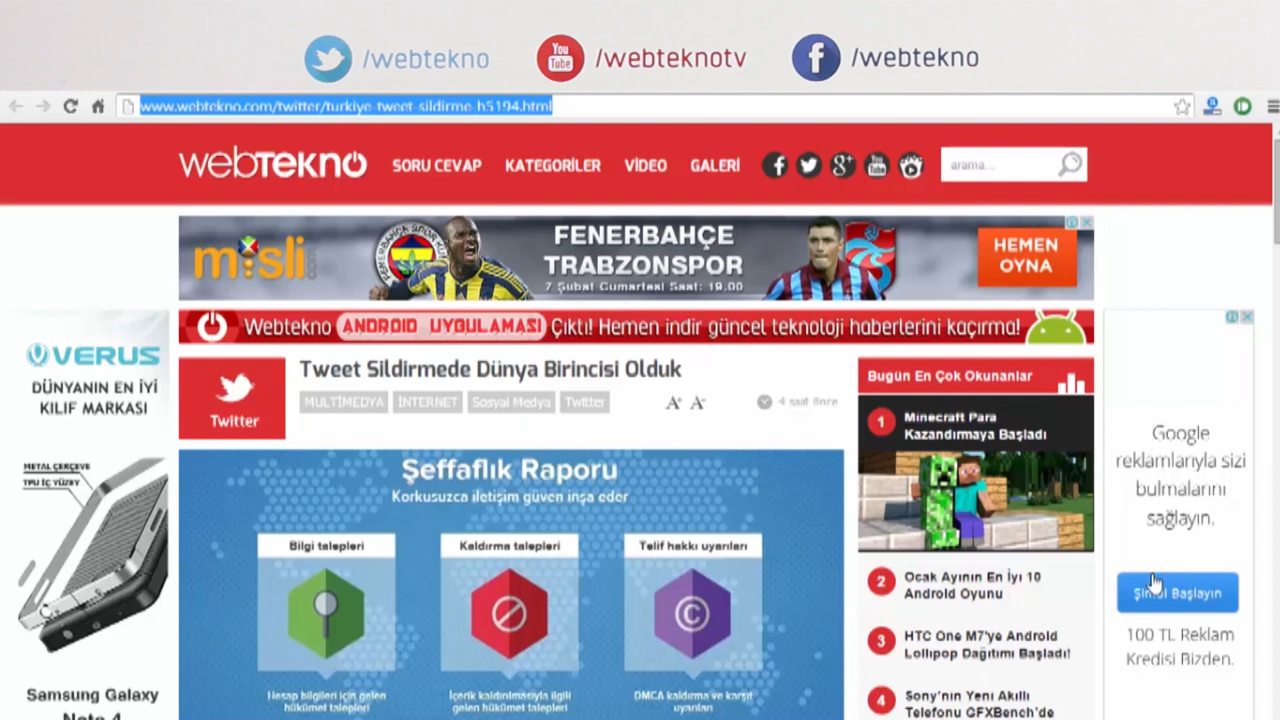 /webtekno
You Tube
/webteknotv
/webtekno
www.webtekno.com/twitter/turkiye-tweet-sildirme-h5194.html
webTEKNO
SORU CEVAP
KATEGORİLER
VİDEO
GALERİ
arama...
misli.com
FENERBAHÇE
TRABZONSPOR
7 Şubat Cumartesi Saat: 19.00
HEMEN
OYNA
Webtekno ANDROID UYGULAMASI Çıktı! Hemen indir güncel teknoloji haberlerini kaçırma!
VERUS
DÜNYANIN EN İYİ
KILIF MARKASI
METAL ÇERÇEVE
TPU İÇ YÜZEY
Samsung Galaxy
Note 4
Twitter
Tweet Sildirmede Dünya Birincisi Olduk
MULTİMEDYA
İNTERNET
Sosyal Medya
Twitter
A+ A-
4 saat önce
Şeffaflık Raporu
Korkusuzca iletişim güven inşa eder
Bilgi talepleri
Kaldırma talepleri
Telif hakkı uyarıları
Hesap bilgileri için gelen
hükümet talepleri
İçerik kaldırılmasıyla ilgili
gelen hükümet talepleri
DMCA kaldırma ve karşıt
uyarıları
Bugün En Çok Okunanlar
1
Minecraft Para
Kazandırmaya Başladı
2
Ocak Ayının En İyi 10
Android Oyunu
3
HTC One M7'ye Android
Lollipop Dağıtımı Başladı!
4
Sony'nin Yeni Akıllı
Telefonu GFXBench'de
Google
reklamlarıyla sizi
bulmalarını
sağlayın.
Başlayın
100 TL Reklam
Kredisi Bizden.